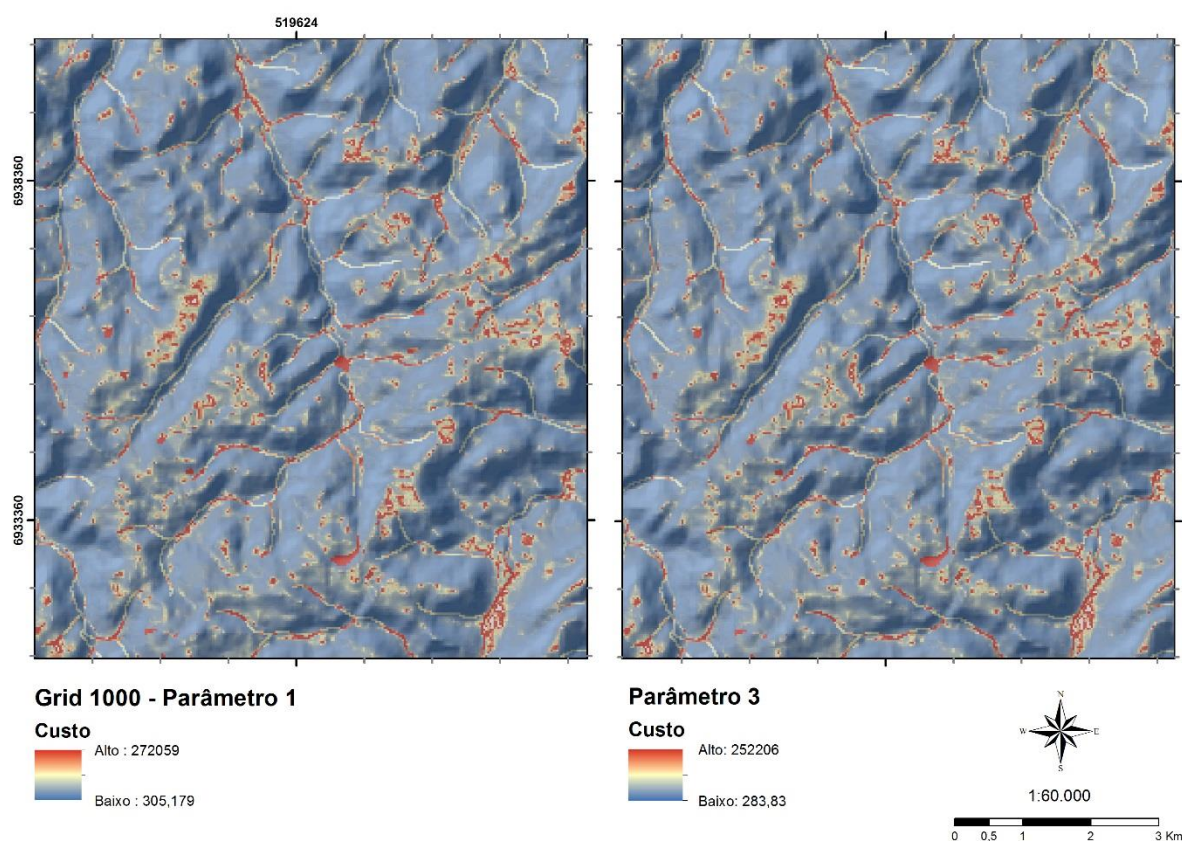 519624
6938360
6933360
Grid 1000 - Parâmetro 1
Custo
Alto : 272059
Baixo : 305,179
Parâmetro 3
Custo
Alto: 252206
Baixo: 283,83
N
W E
S
1:60.000
0 0,5 1 2 3 Km